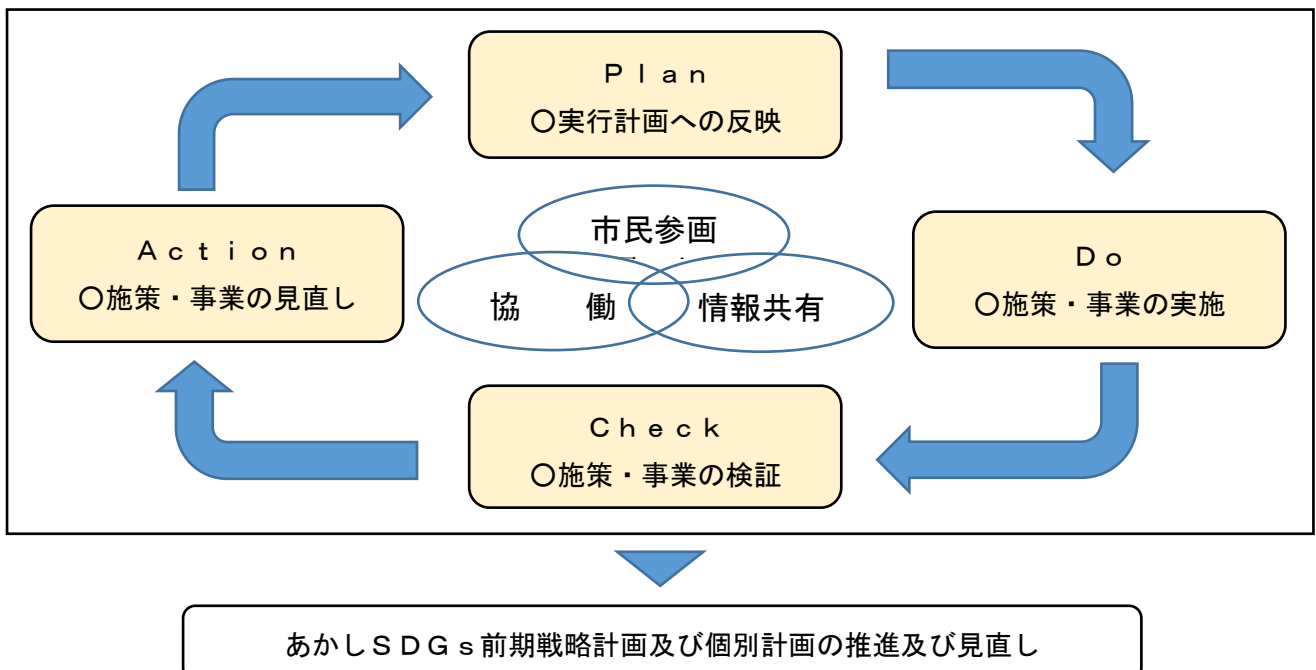 Ｐｌａｎ
〇実行計画への反映
Ａｃｔｉｏｎ
〇施策・事業の見直し
市民参画
協　　働
情報共有
Ｄｏ
〇施策・事業の実施
Ｃｈｅｃｋ
〇施策・事業の検証
あかしＳＤＧｓ前期戦略計画及び個別計画の推進及び見直し